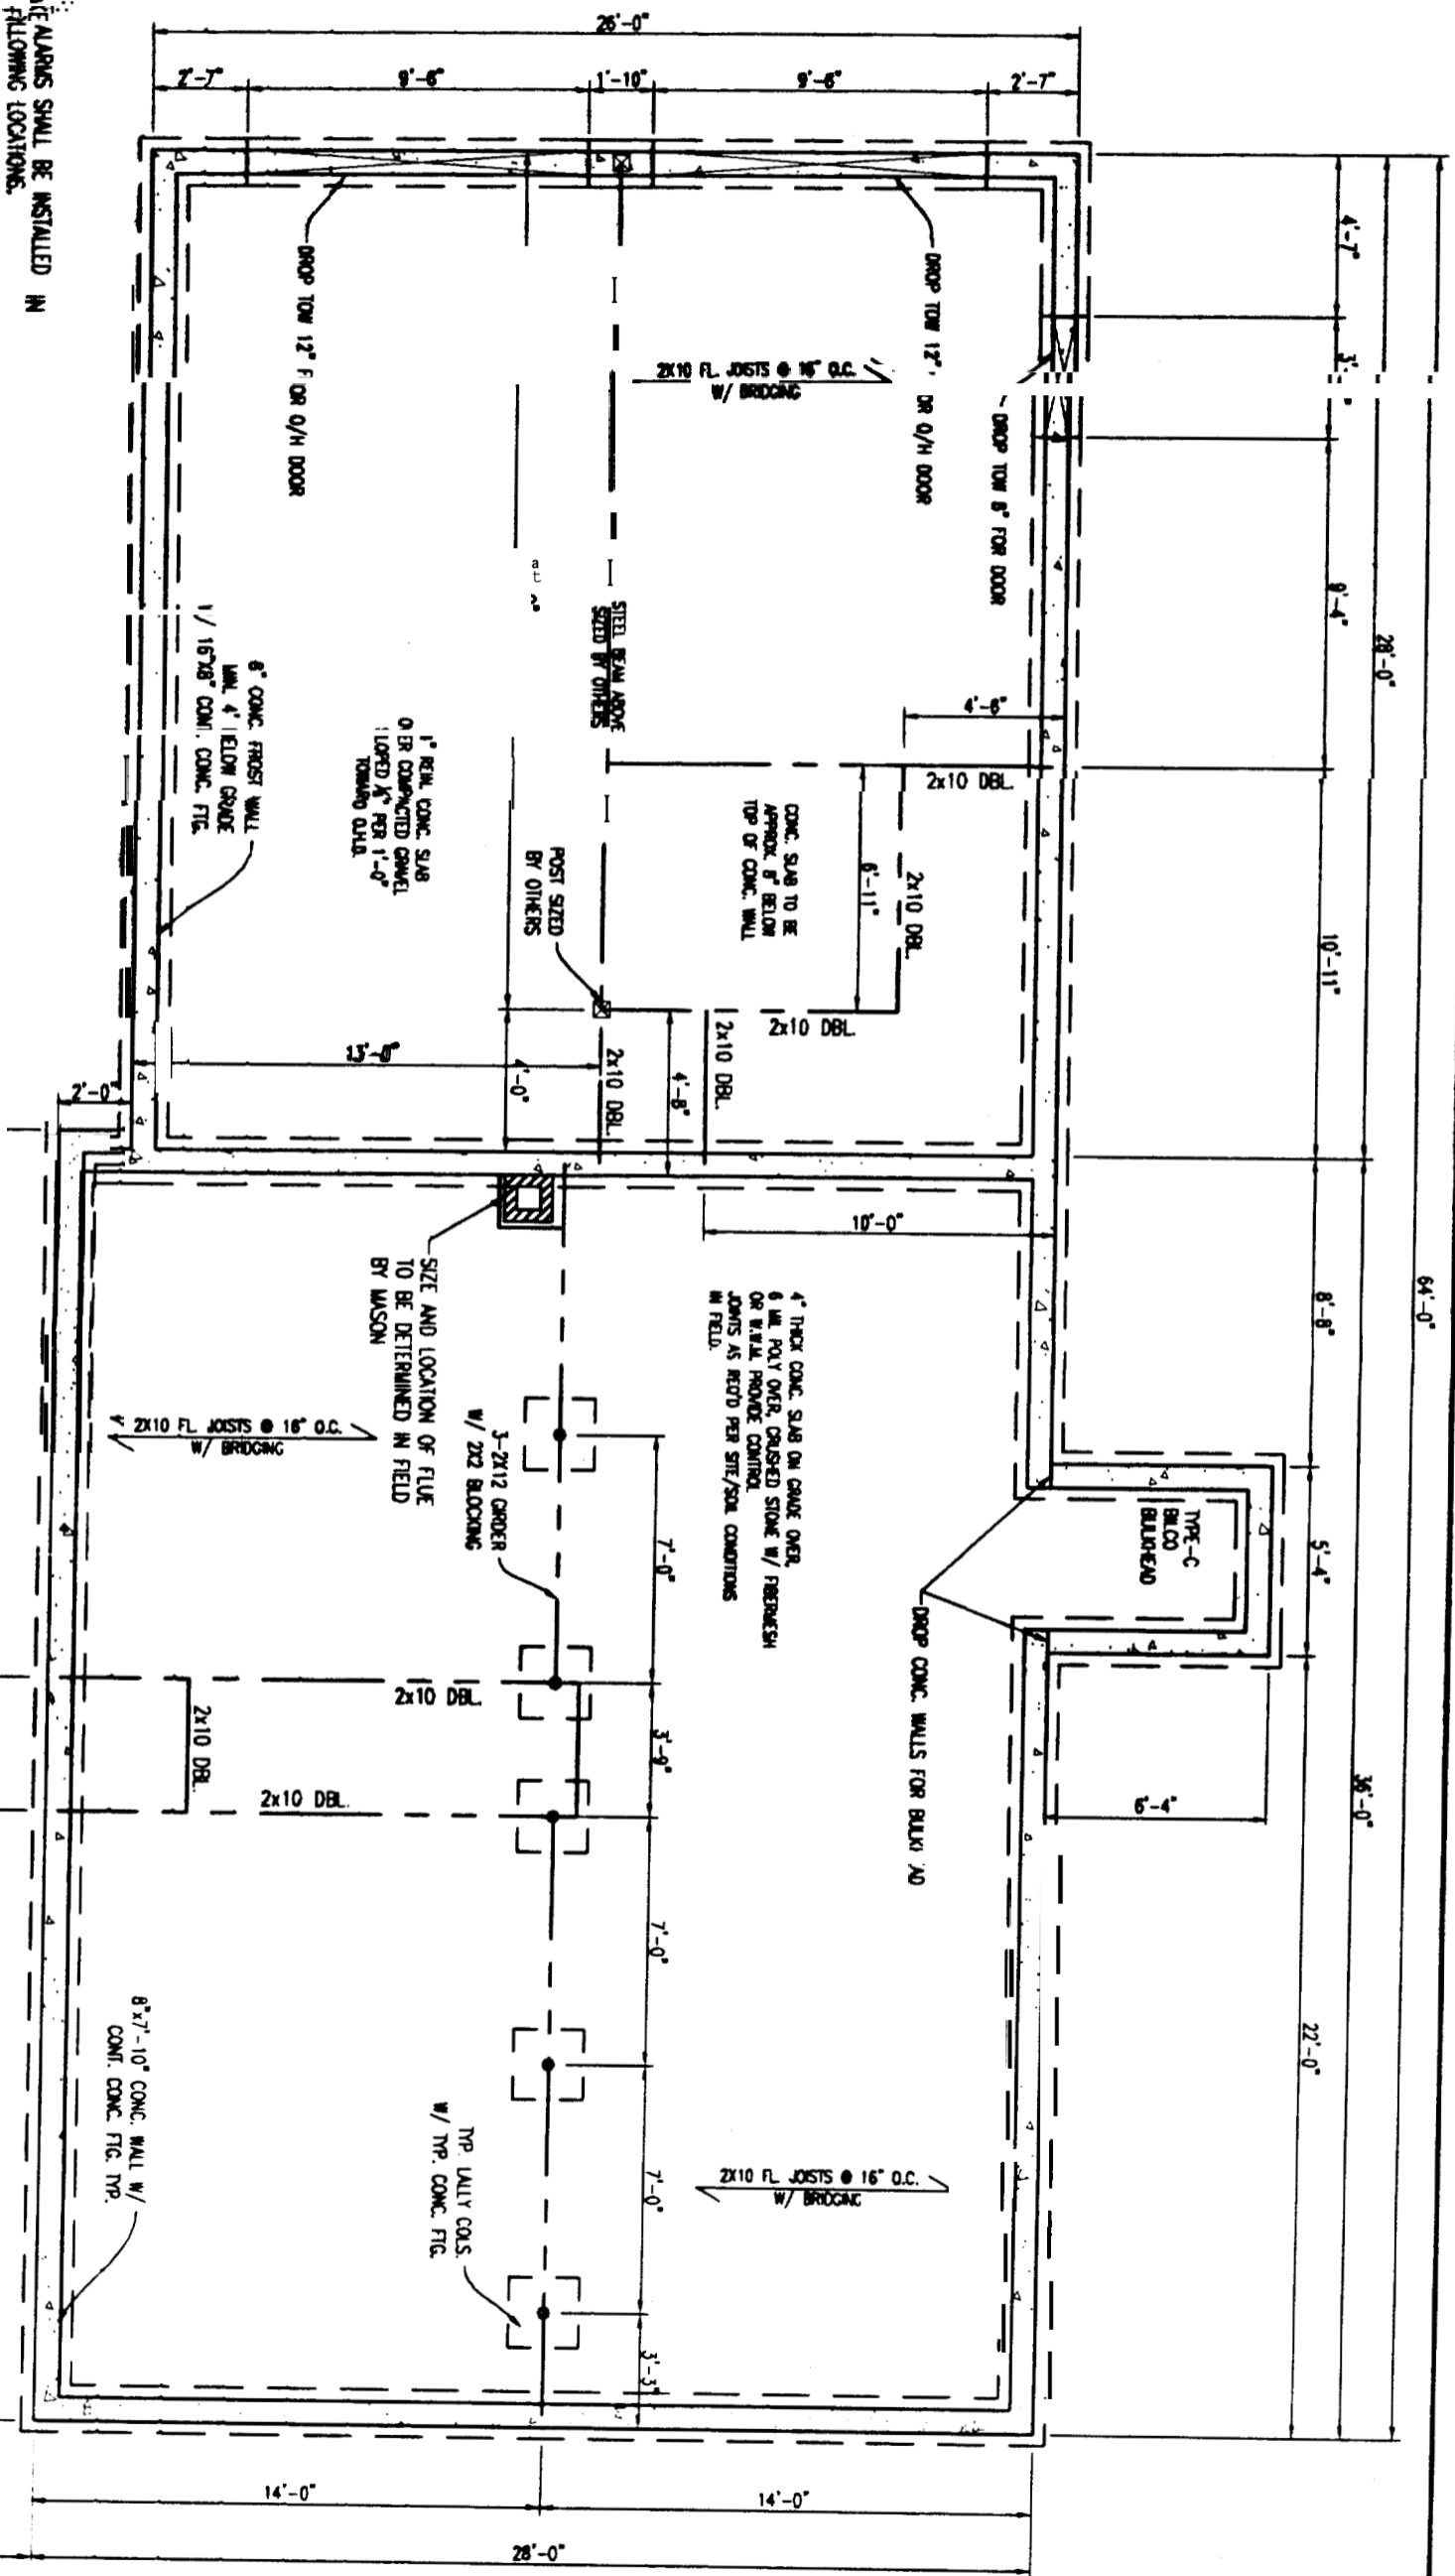 64'-0"
28'-0"
36'-0"
4'-7"
9'-4"
10'-11"
8'-8"
5'-4"
22'-0"
26'-0"
2'-7"
9'-6"
1'-10"
9'-6"
2'-7"
6'-4"
TYPE-C
BILCO
BULKHEAD
DROP CONC. WALLS FOR
DROP TOW 8" FOR DOOR
DROP TOW 12"
OR O/H DOOR
2X10 FL. JOISTS @ 16" O.C.
W/ BRIDGING
4'-6"
2x10 DBL.
2x10 DBL.
6'-11"
2x10 DBL.
CONC. SLAB TO BE
APPROX. 8" BELOW
TOP OF CONC. WALL
2x10 DBL.
4'-8"
2x10 DBL.
10'-0"
4" THICK CONC. SLAB ON GRADE OVER,
6 MIL POLY OVER, CRUSHED STONE W/ FIBERMESH
OR W.W.M. PROVIDE CONTROL
JOINTS AS REQ'D PER SITE/SOIL CONDITIONS
IN FIELD.
STEEL BEAM ABOVE
SIZED BY OTHERS
at
POST SIZED
BY OTHERS
13'-0"
REIN. CONC. SLAB
COMPACTED GRAVEL
PER 1'-0"
TOWARD O.H.D.
DROP TOW 12" F OR O/H DOOR
8" CONC. FROST WALL
MIN. 4' BELOW GRADE
16"X8" CONT. CONC. FTG.
2'-0"
SIZE AND LOCATION OF FLUE
TO BE DETERMINED IN FIELD
BY MASON
3-2X12 GIRDER
W/ 2X2 BLOCKING
7'-0"
3'-9"
7'-0"
7'-0"
3'-3"
2X10 FL. JOISTS @ 16" O.C.
W/ BRIDGING
2x10 DBL.
2x10 DBL.
2x10 DBL.
2X10 FL. JOISTS @ 16" O.C.
W/ BRIDGING
TYP. LALLY COLS.
W/ TYP. CONC. FTG.
8"x7'-10" CONC. WALL W/
CONT. CONC. FTG. TYP.
14'-0"
14'-0"
28'-0"
ALARMS SHALL BE INSTALLED IN
FILLOWING LOCATIONS.